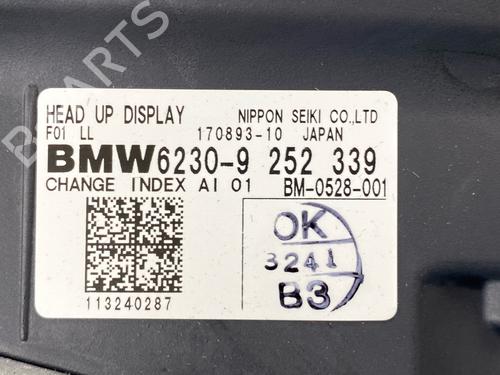 HEAD UP DISPLAY NIPPON SEIKI CO.,LTD
F01 LL 170893-10 JAPAN
BMW 6230-9 252 339
CHANGE INDEX AI 01 BM-0528-001
OK
3241
B3
113240287
B-PARTS